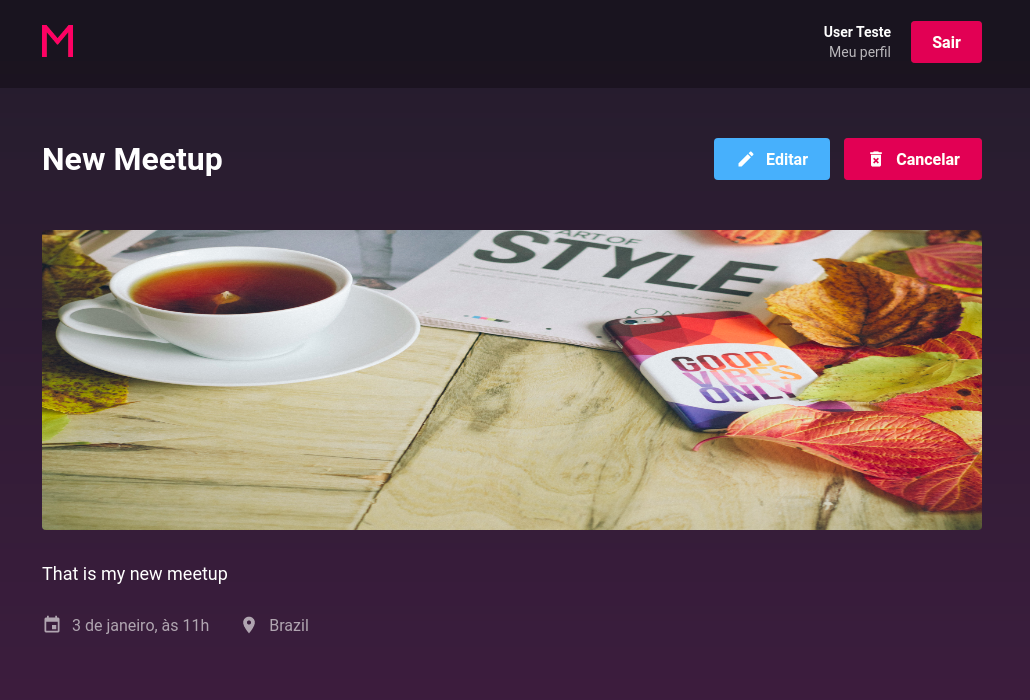 M
User Teste
Meu perfil
Sair
New Meetup
Editar
Cancelar
ART OF
STYLE
GOOD
VIBES
ONLY
That is my new meetup
3 de janeiro, às 11h
Brazil